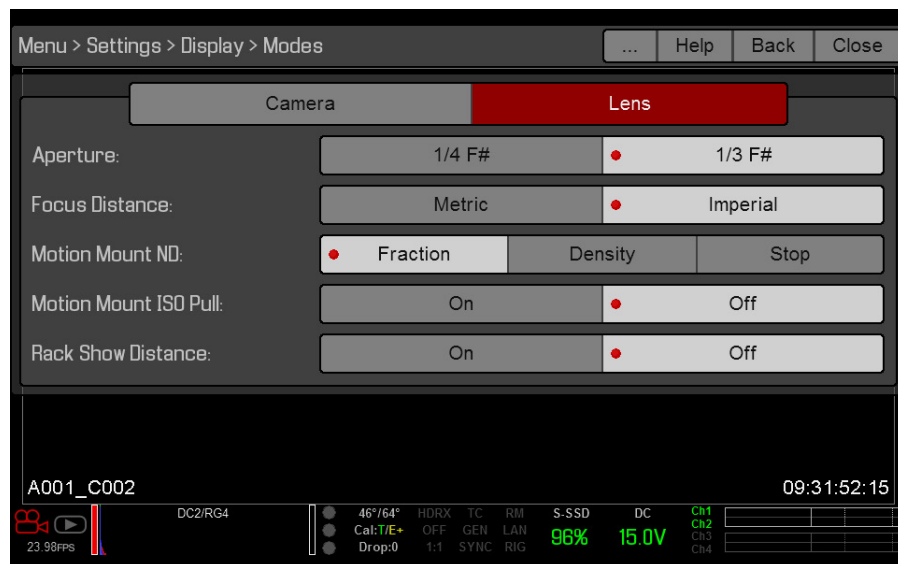 Menu > Settings > Display > Modes ... Help Back Close
Camera Lens
Aperture: 1/4 F# 1/3 F#
Focus Distance: Metric Imperial
Motion Mount ND: Fraction Density Stop
Motion Mount ISO Pull: On Off
Rack Show Distance: On Off
A001_C002 09:31:52:15
DC2/RG4 46°/64° HDRX TC RM S-SSD DC Ch1
Cal:T/E+ OFF GEN LAN 96% 15.0V Ch2
23.98FPS Drop:0 1:1 SYNC RIG Ch3
Ch4